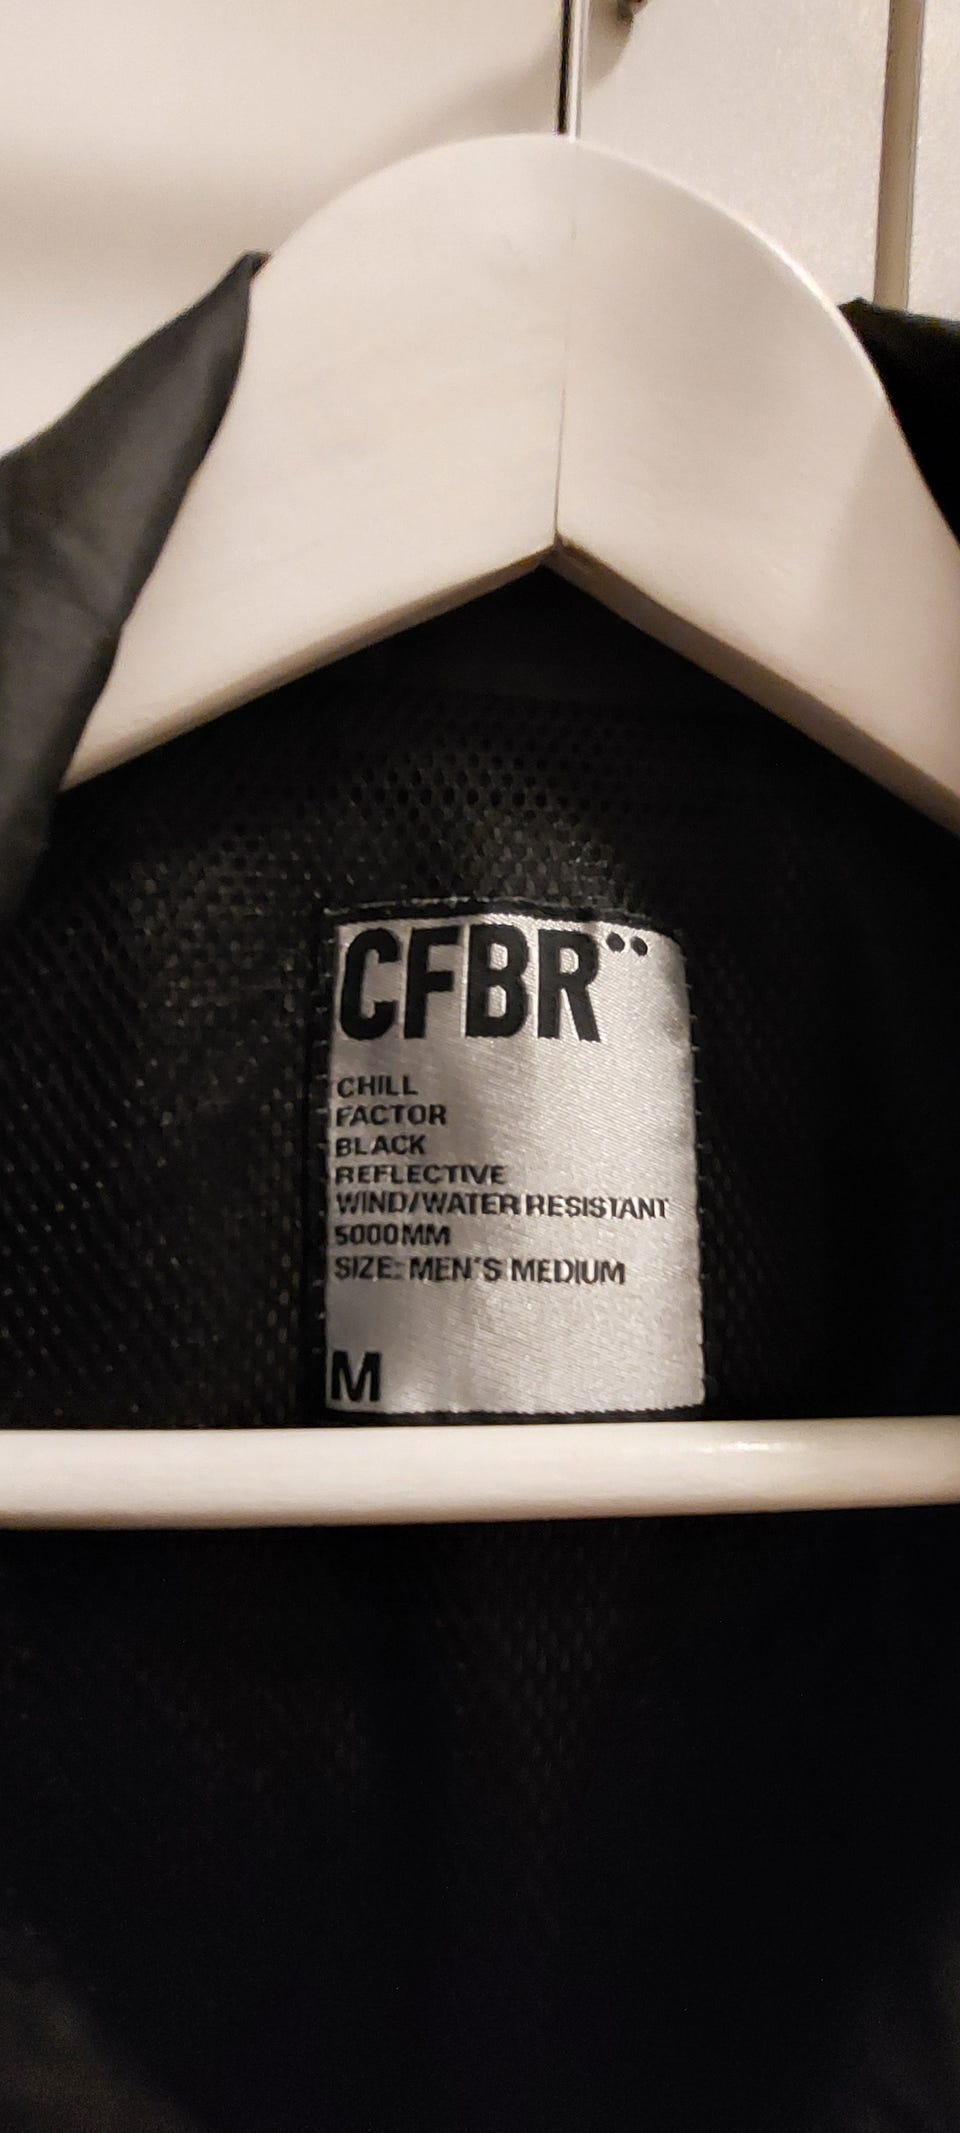 CFBR¨
CHILL
FACTOR
BLACK
REFLECTIVE
WIND/WATER RESISTANT
5000MM
SIZE: MEN'S MEDIUM
M